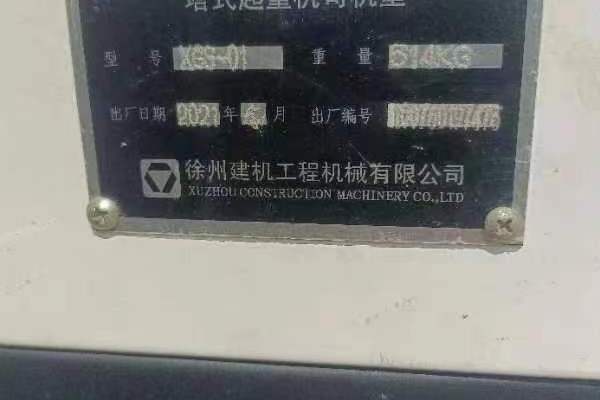 塔式起重机司机室
型 号 XGS-01 重 量 514KG
出厂日期 2021 年 月 出厂编号
徐州建机工程机械有限公司
XUZHOU CONSTRUCTION MACHINERY CO.,LTD